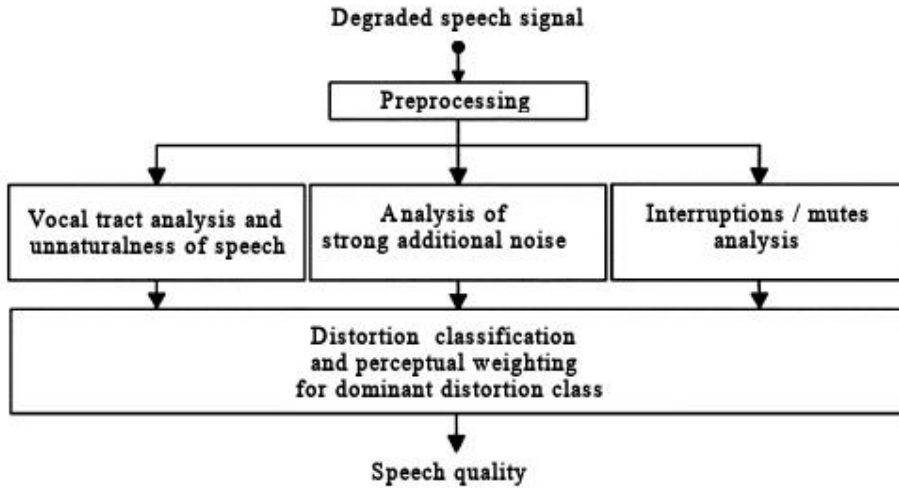 Degraded speech signal
Preprocessing
Vocal tract analysis and
unnaturalness of speech
Analysis of
strong additional noise
Interruptions / mutes
analysis
Distortion classification
and perceptual weighting
for dominant distortion class
Speech quality